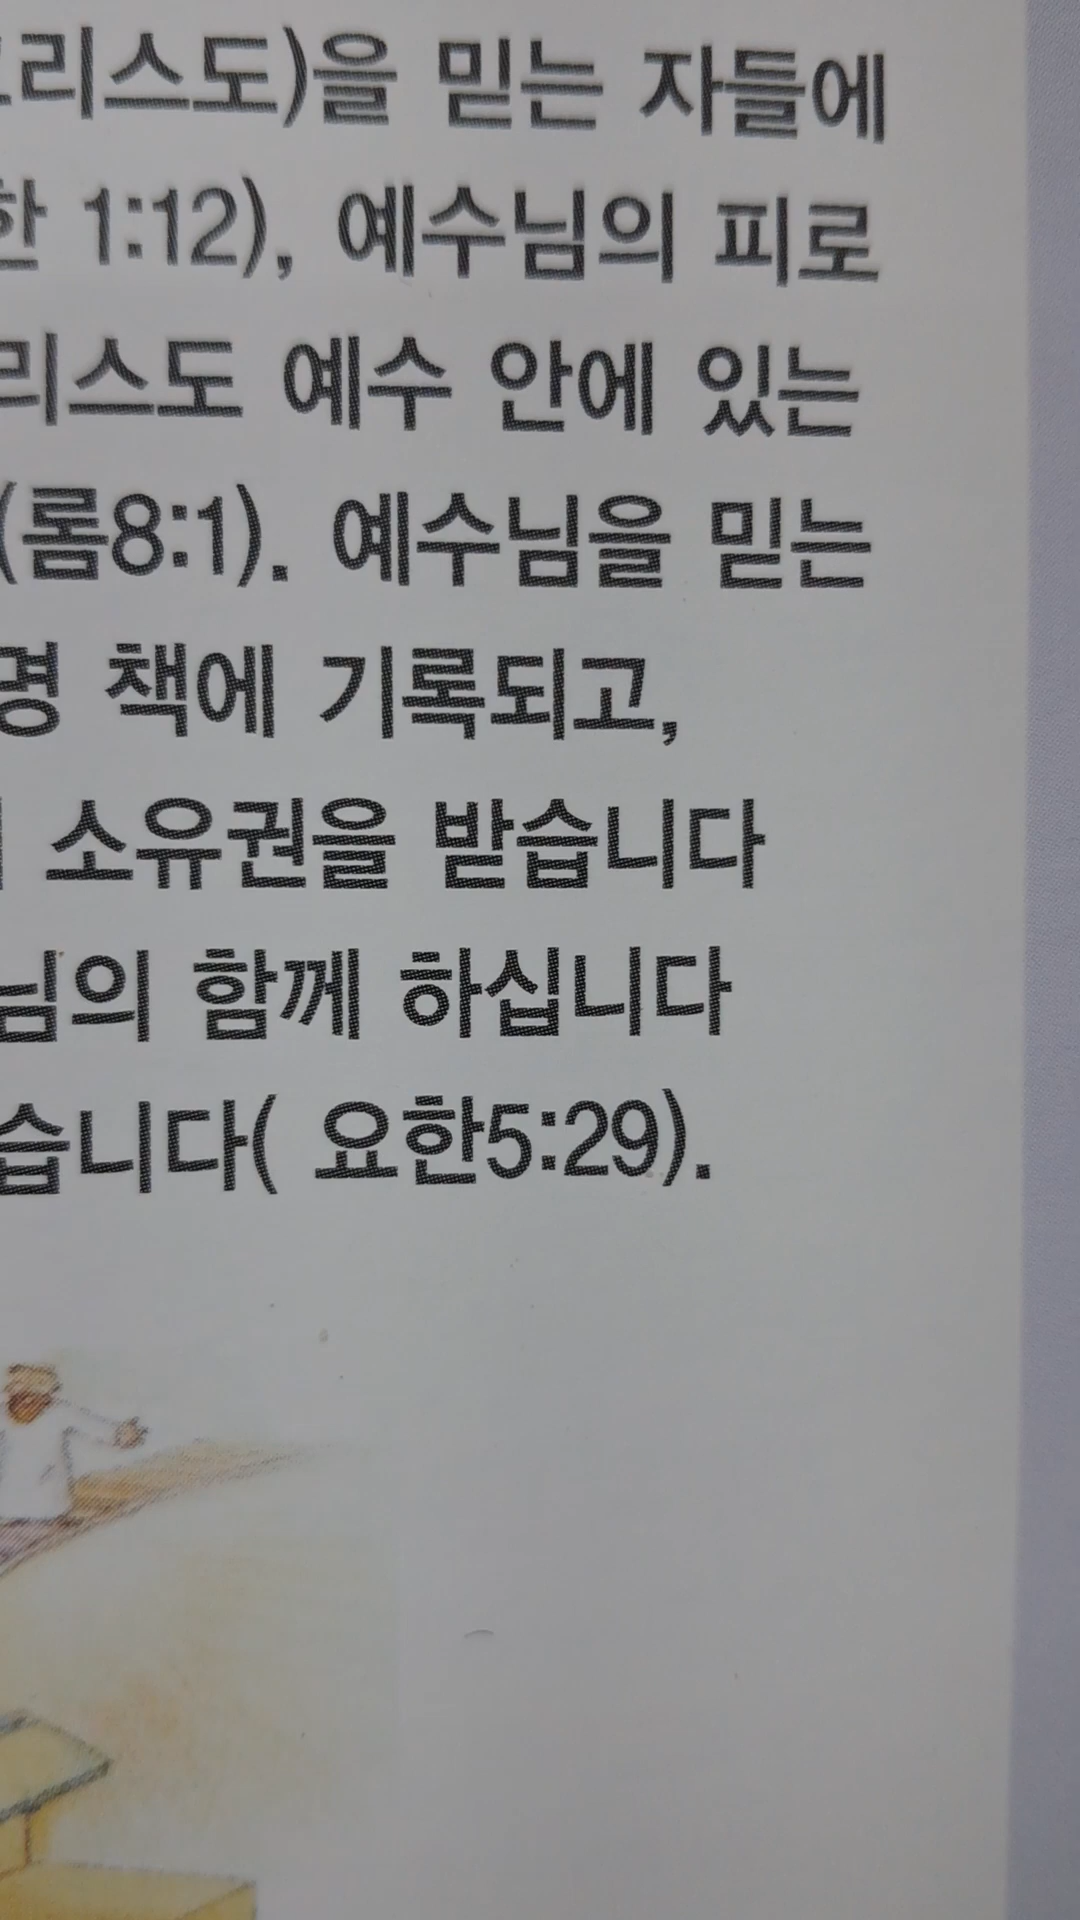 리스도)을 믿는 자들에
한 1:12), 예수님의 피로
리스도 예수 안에 있는
(롬8:1). 예수님을 믿는
명 책에 기록되고,
소유권을 받습니다
님의 함께 하십니다
습니다( 요한5:29).